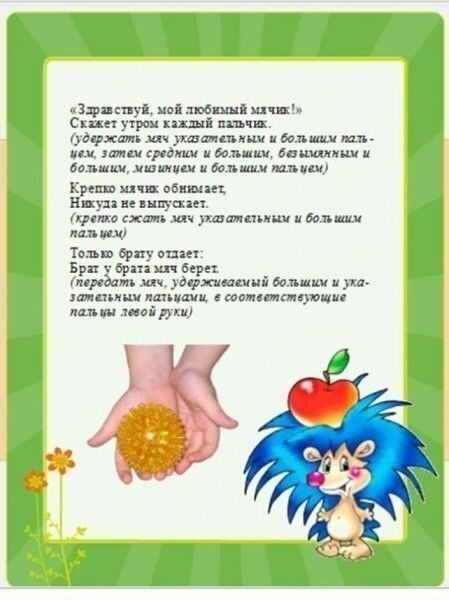 «Здравствуй, мой любимый мячик!»
Скажет утром каждый пальчик.
(удержать мяч указательным и большим паль-
цем, затем средним и большим, безымянным и
большим, мизинцем и большим пальцем)
Крепко мячик обнимает,
Никуда не выпускает.
(крепко сжать мяч указательным и большим
пальцем)
Только брату отдает:
Брат у брата мяч берет.
(передать мяч, удерживаемый большим и ука-
зательным пальцами, в соответствующие
пальцы левой руки)